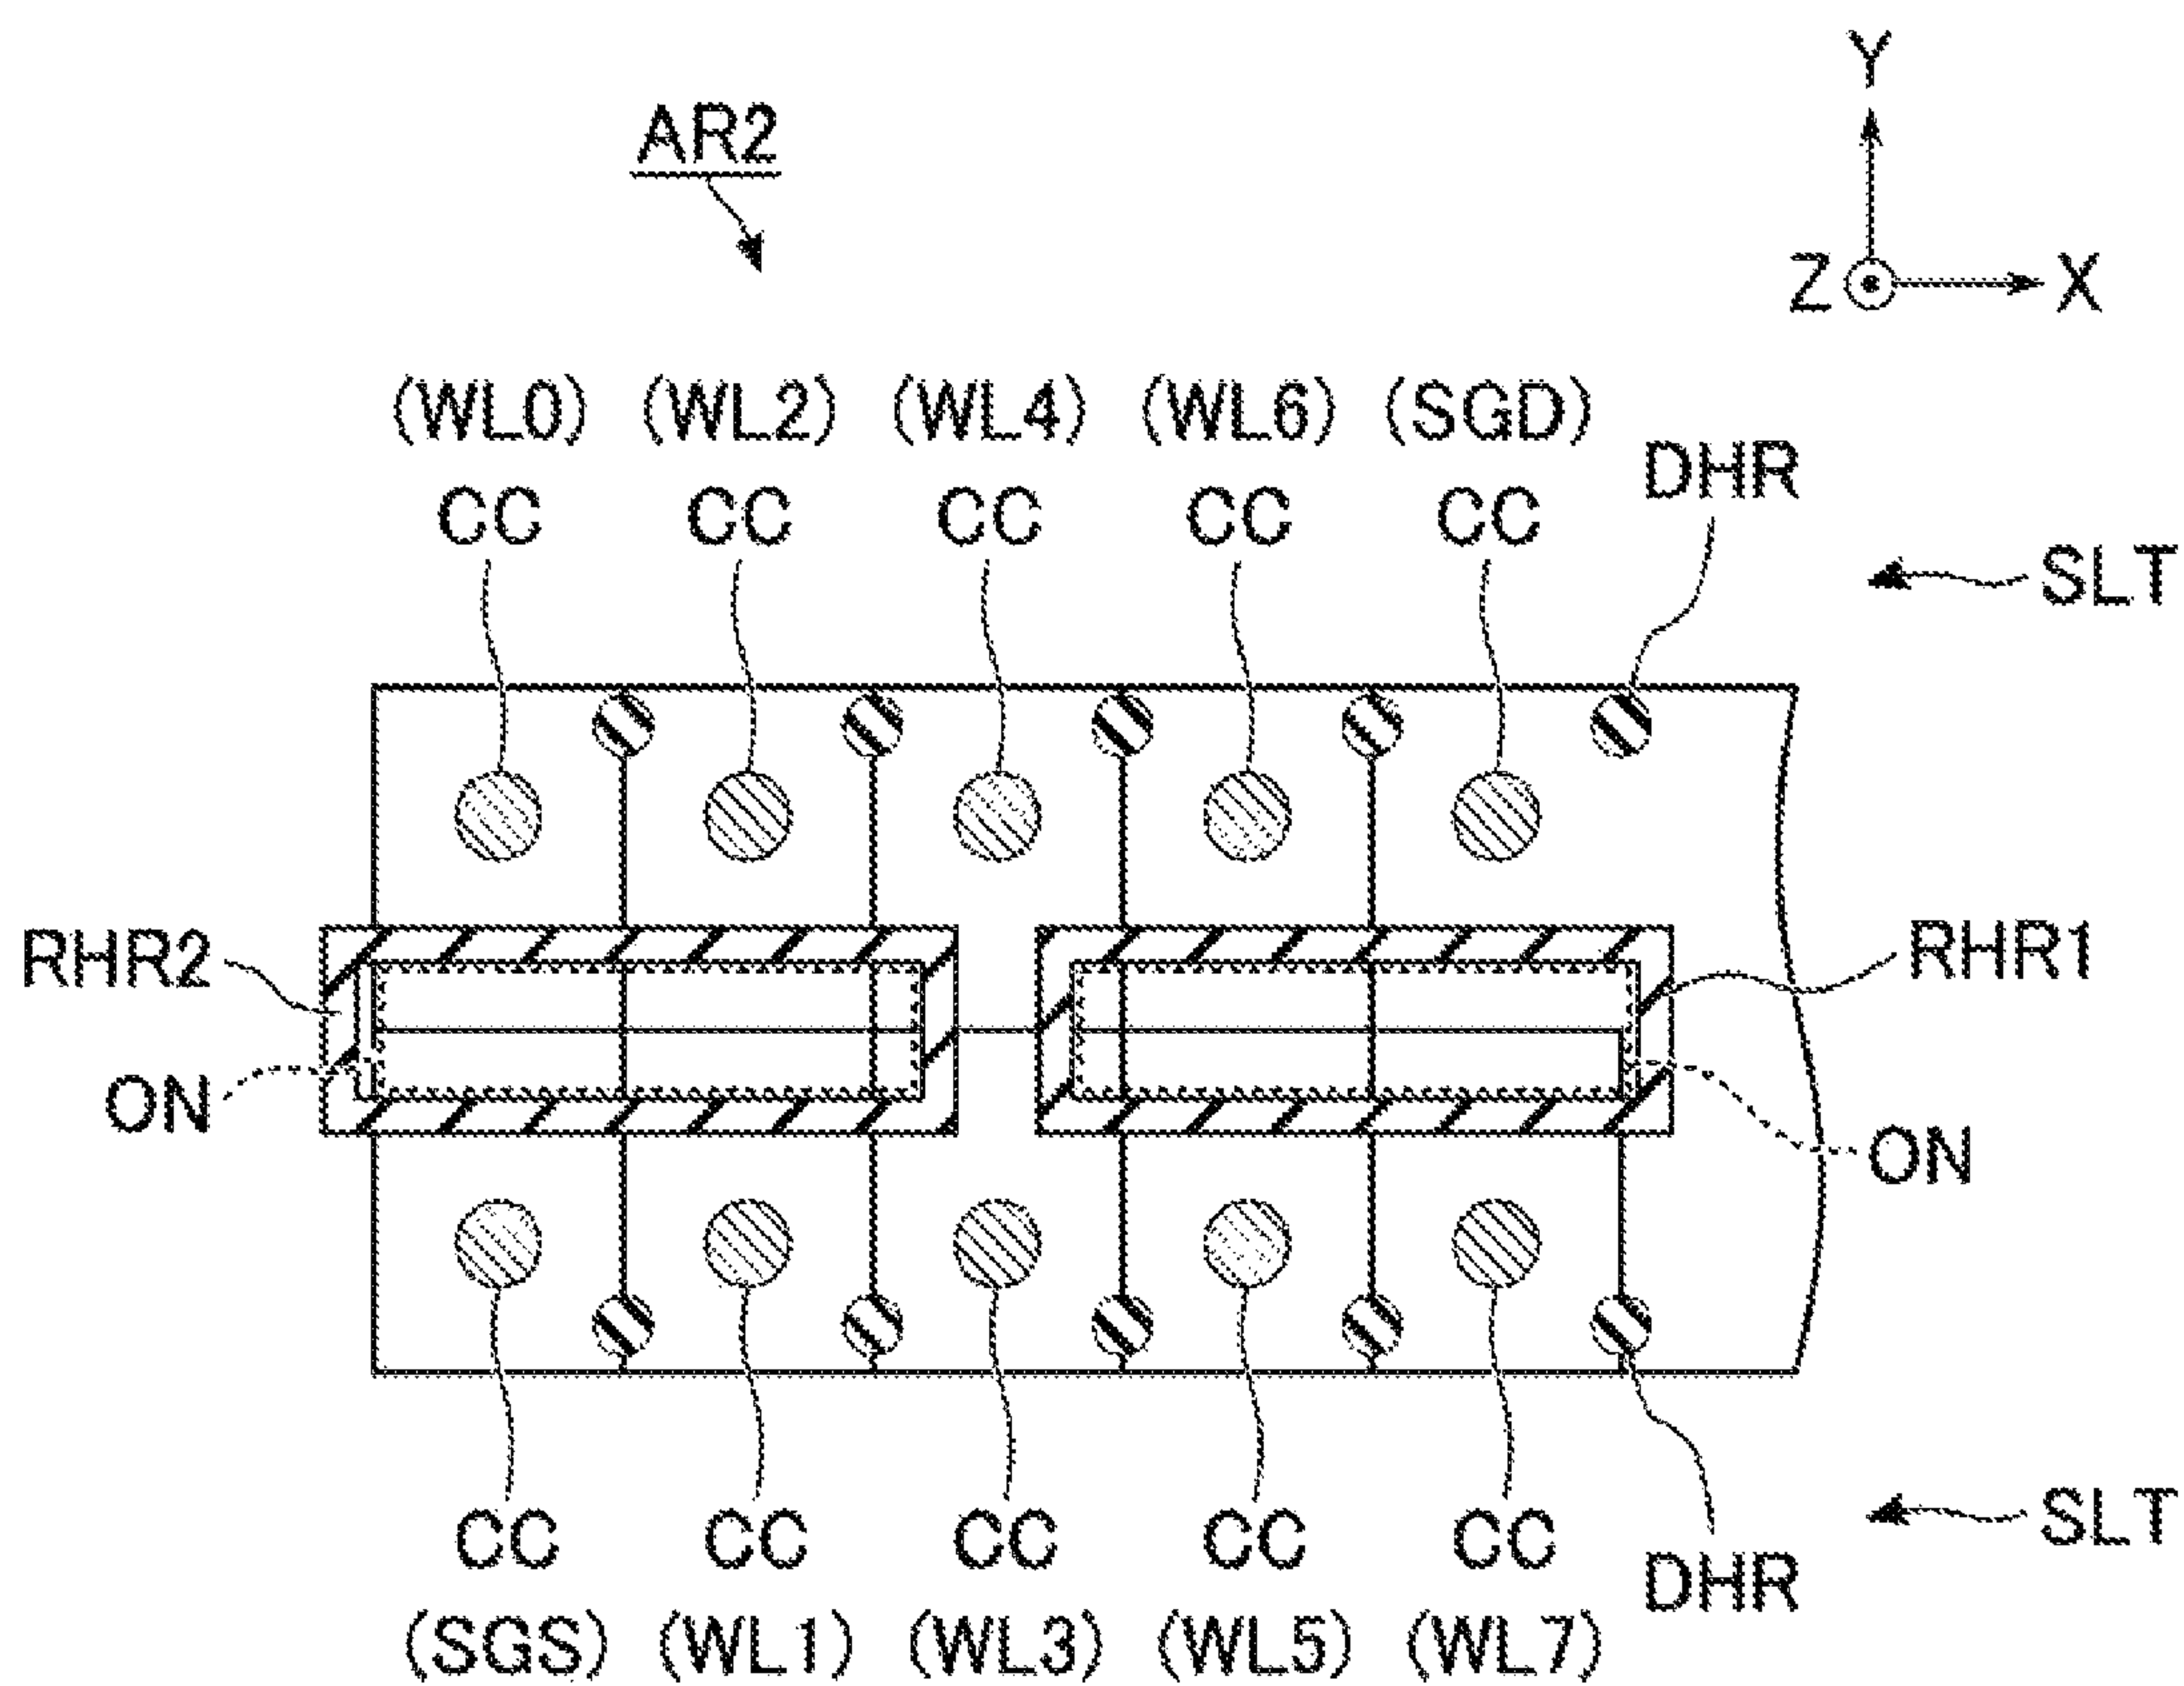 Y
AR2
Z X
(WL0) (WL2) (WL4) (WL6) (SGD)
DHR
CC CC CC CC CC
SLT
RHR2 RHR1
ON
ON
SLT
CC CC CC CC CC
DHR
(SGS) (WL1) (WL3) (WL5) (WL7)